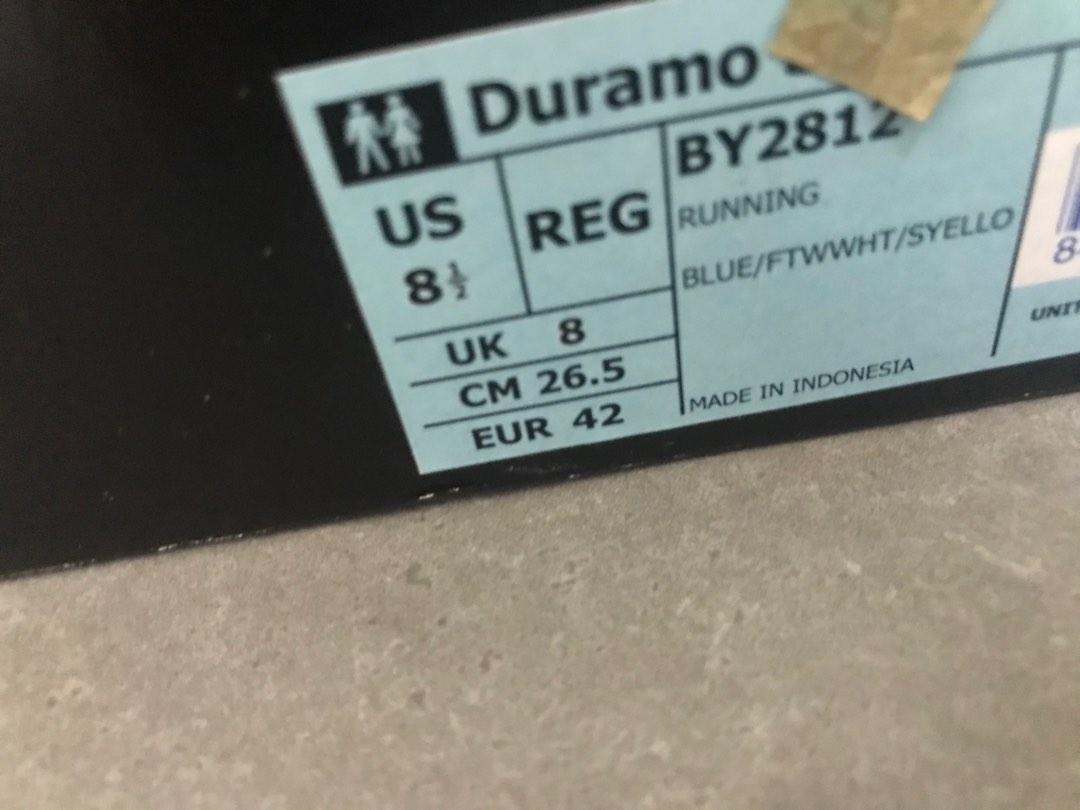 Duramo
US
8½
REG
BY2812
RUNNING
BLUE/FTWWHT/SYELLO
UK 8
CM 26.5
EUR 42
MADE IN INDONESIA
8